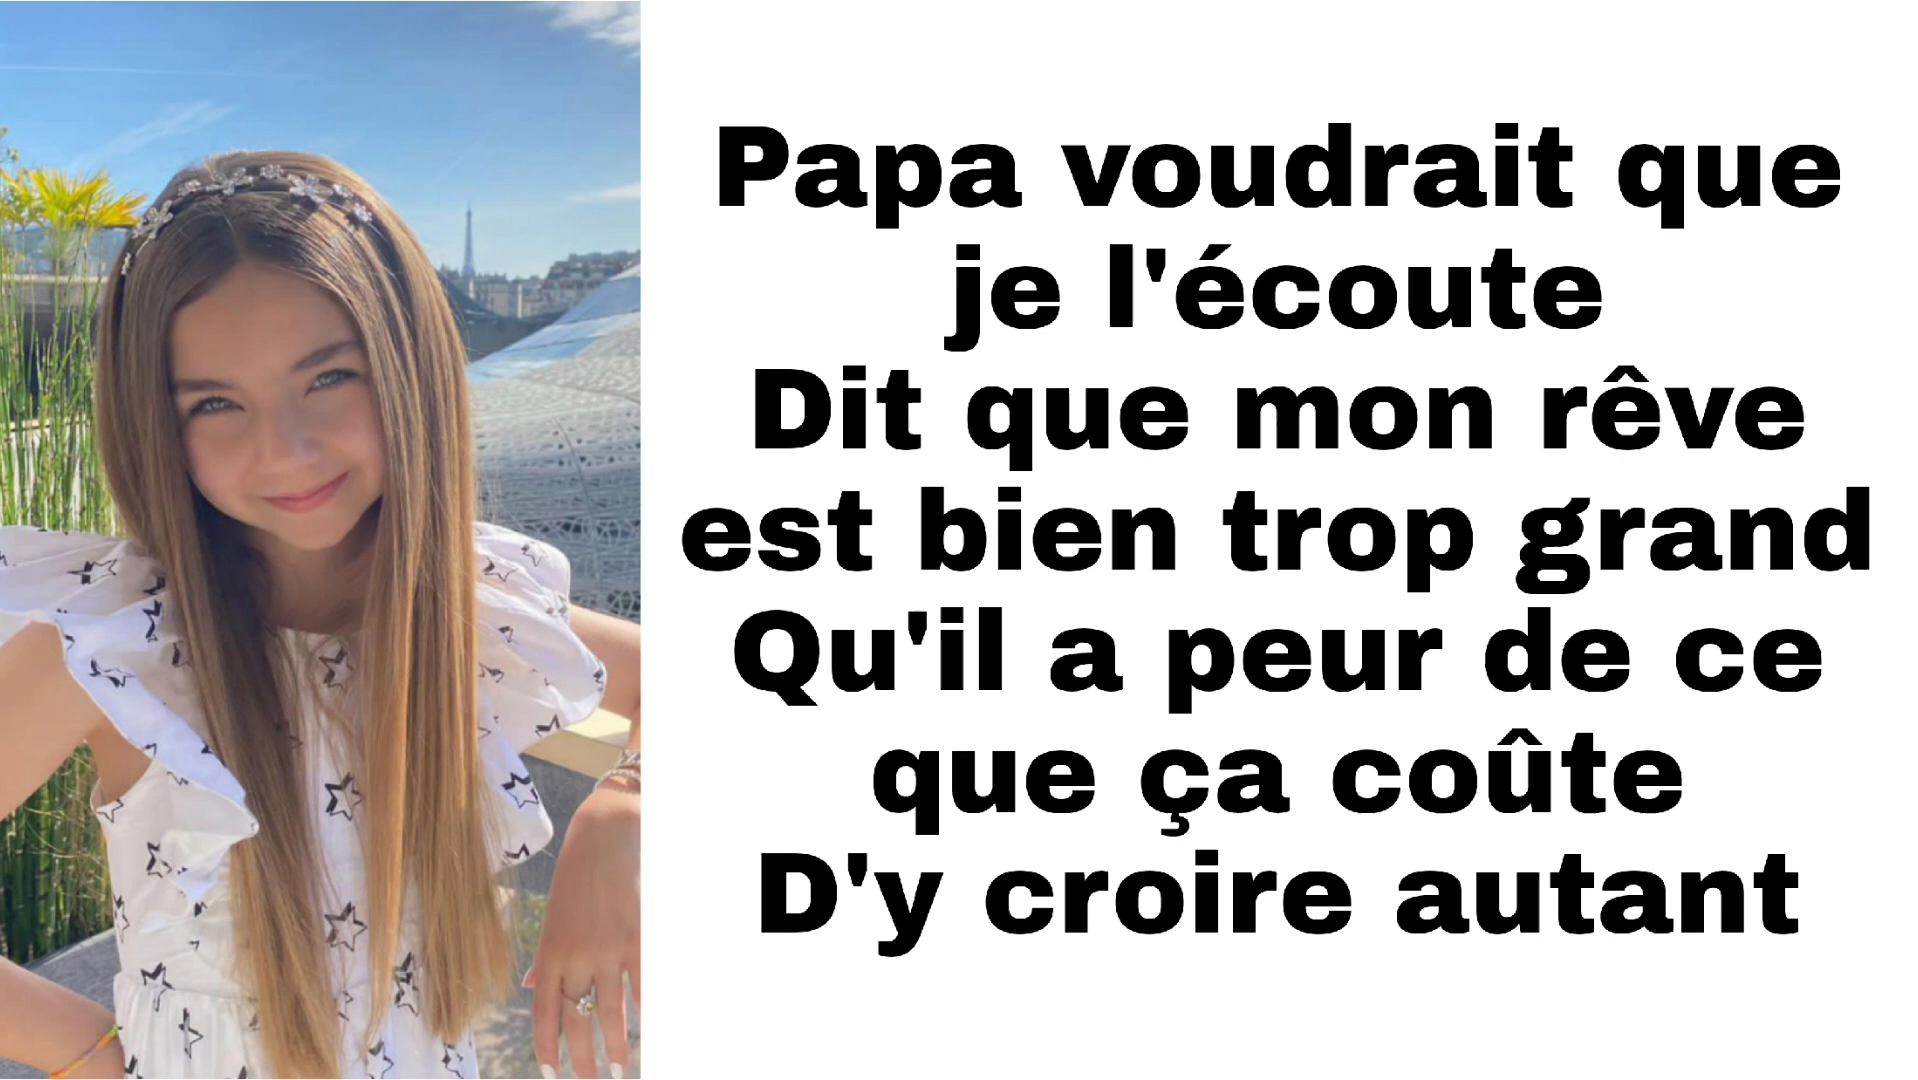 Papa voudrait que
je l'écoute
Dit que mon rêve
est bien trop grand
Qu'il a peur de ce
que ça coûte
D'y croire autant